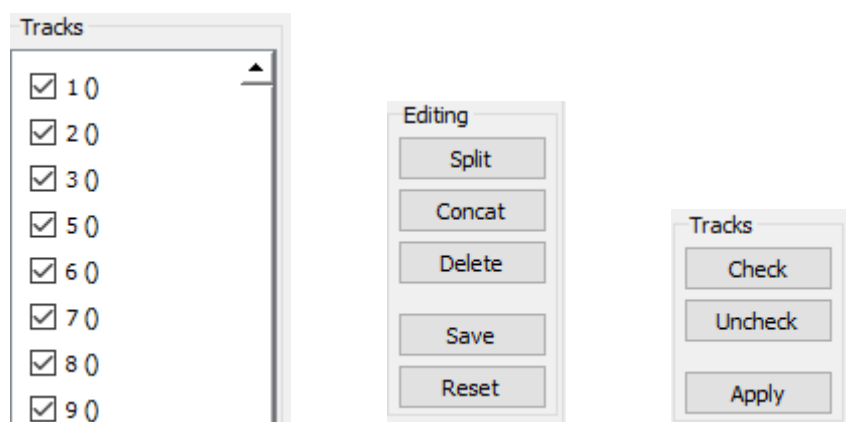 Tracks
1 ()
2 ()
3 ()
5 ()
6 ()
7 ()
8 ()
9 ()
Editing
Split
Concat
Delete
Save
Reset
Tracks
Check
Uncheck
Apply